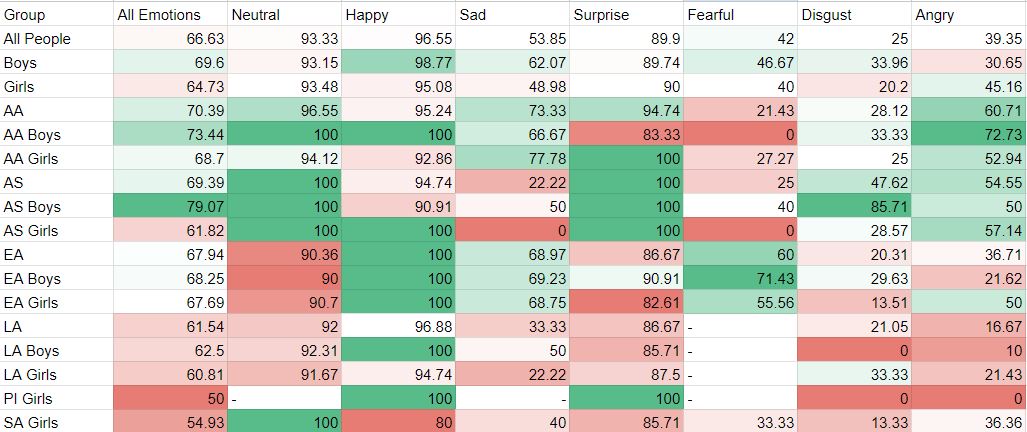 Group All Emotions Neutral Happy Sad Surprise Fearful Disgust Angry
All People 66.63 93.33 96.55 53.85 89.9 42 25 39.35
Boys 69.6 93.15 98.77 62.07 89.74 46.67 33.96 30.65
Girls 64.73 93.48 95.08 48.98 90 40 20.2 45.16
AA 70.39 96.55 95.24 73.33 94.74 21.43 28.12 60.71
AA Boys 73.44 100 100 66.67 83.33 0 33.33 72.73
AA Girls 68.7 94.12 92.86 77.78 100 27.27 25 52.94
AS 69.39 100 94.74 22.22 100 25 47.62 54.55
AS Boys 79.07 100 90.91 50 100 40 85.71 50
AS Girls 61.82 100 100 0 100 0 28.57 57.14
EA 67.94 90.36 100 68.97 86.67 60 20.31 36.71
EA Boys 68.25 90 100 69.23 90.91 71.43 29.63 21.62
EA Girls 67.69 90.7 100 68.75 82.61 55.56 13.51 50
LA 61.54 92 96.88 33.33 86.67 - 21.05 16.67
LA Boys 62.5 92.31 100 50 85.71 - 0 10
LA Girls 60.81 91.67 94.74 22.22 87.5 - 33.33 21.43
PI Girls 50 - 100 - 100 - 0 0
SA Girls 54.93 100 80 40 85.71 33.33 13.33 36.36